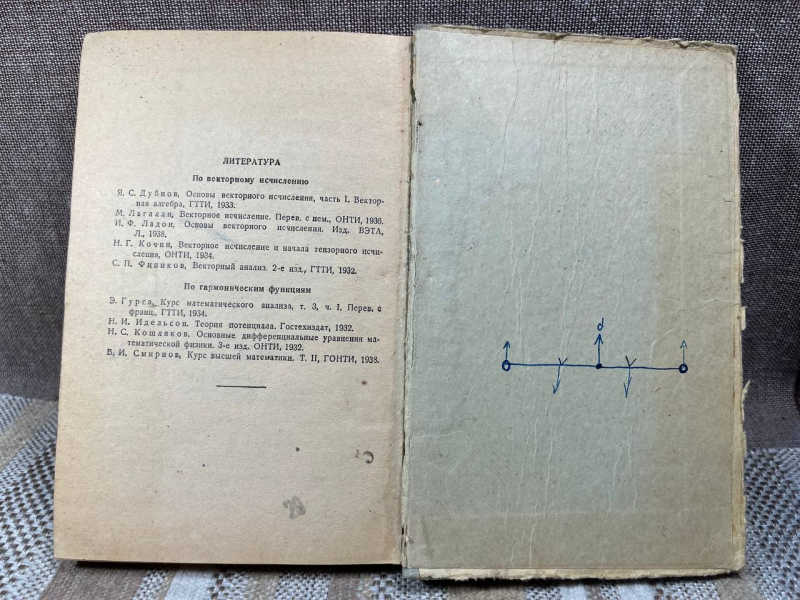 ЛИТЕРАТУРА
По векторному исчислению
Я. С. Дубнов, Основы векторного исчисления, часть I. Вектор-
ная алгебра, ГТТИ, 1933.
М. Лагалли, Векторное исчисление. Перев. с нем., ОНТИ, 1936.
И. Ф. Ладон, Основы векторного исчисления. Изд. ВЭТА,
Л., 1938.
Н. Г. Кочин, Векторное исчисление и начала тензорного исчи-
сления, ОНТИ, 1934.
С. П. Фиников, Векторный анализ. 2-е изд., ГТТИ, 1932.
По гармоническим функциям
Э. Гурса, Курс математического анализа, т. 3, ч. I, Перев. с
франц., ГТТИ, 1934.
Н. И. Идельсон. Теория потенциала. Гостехиздат, 1932.
Н. С. Кошляков. Основные дифференциальные уравнения ма-
тематической физики. 3-е изд. ОНТИ, 1932.
В. И. Смирнов, Курс высшей математики. Т. II, ГОНТИ, 1938.
d